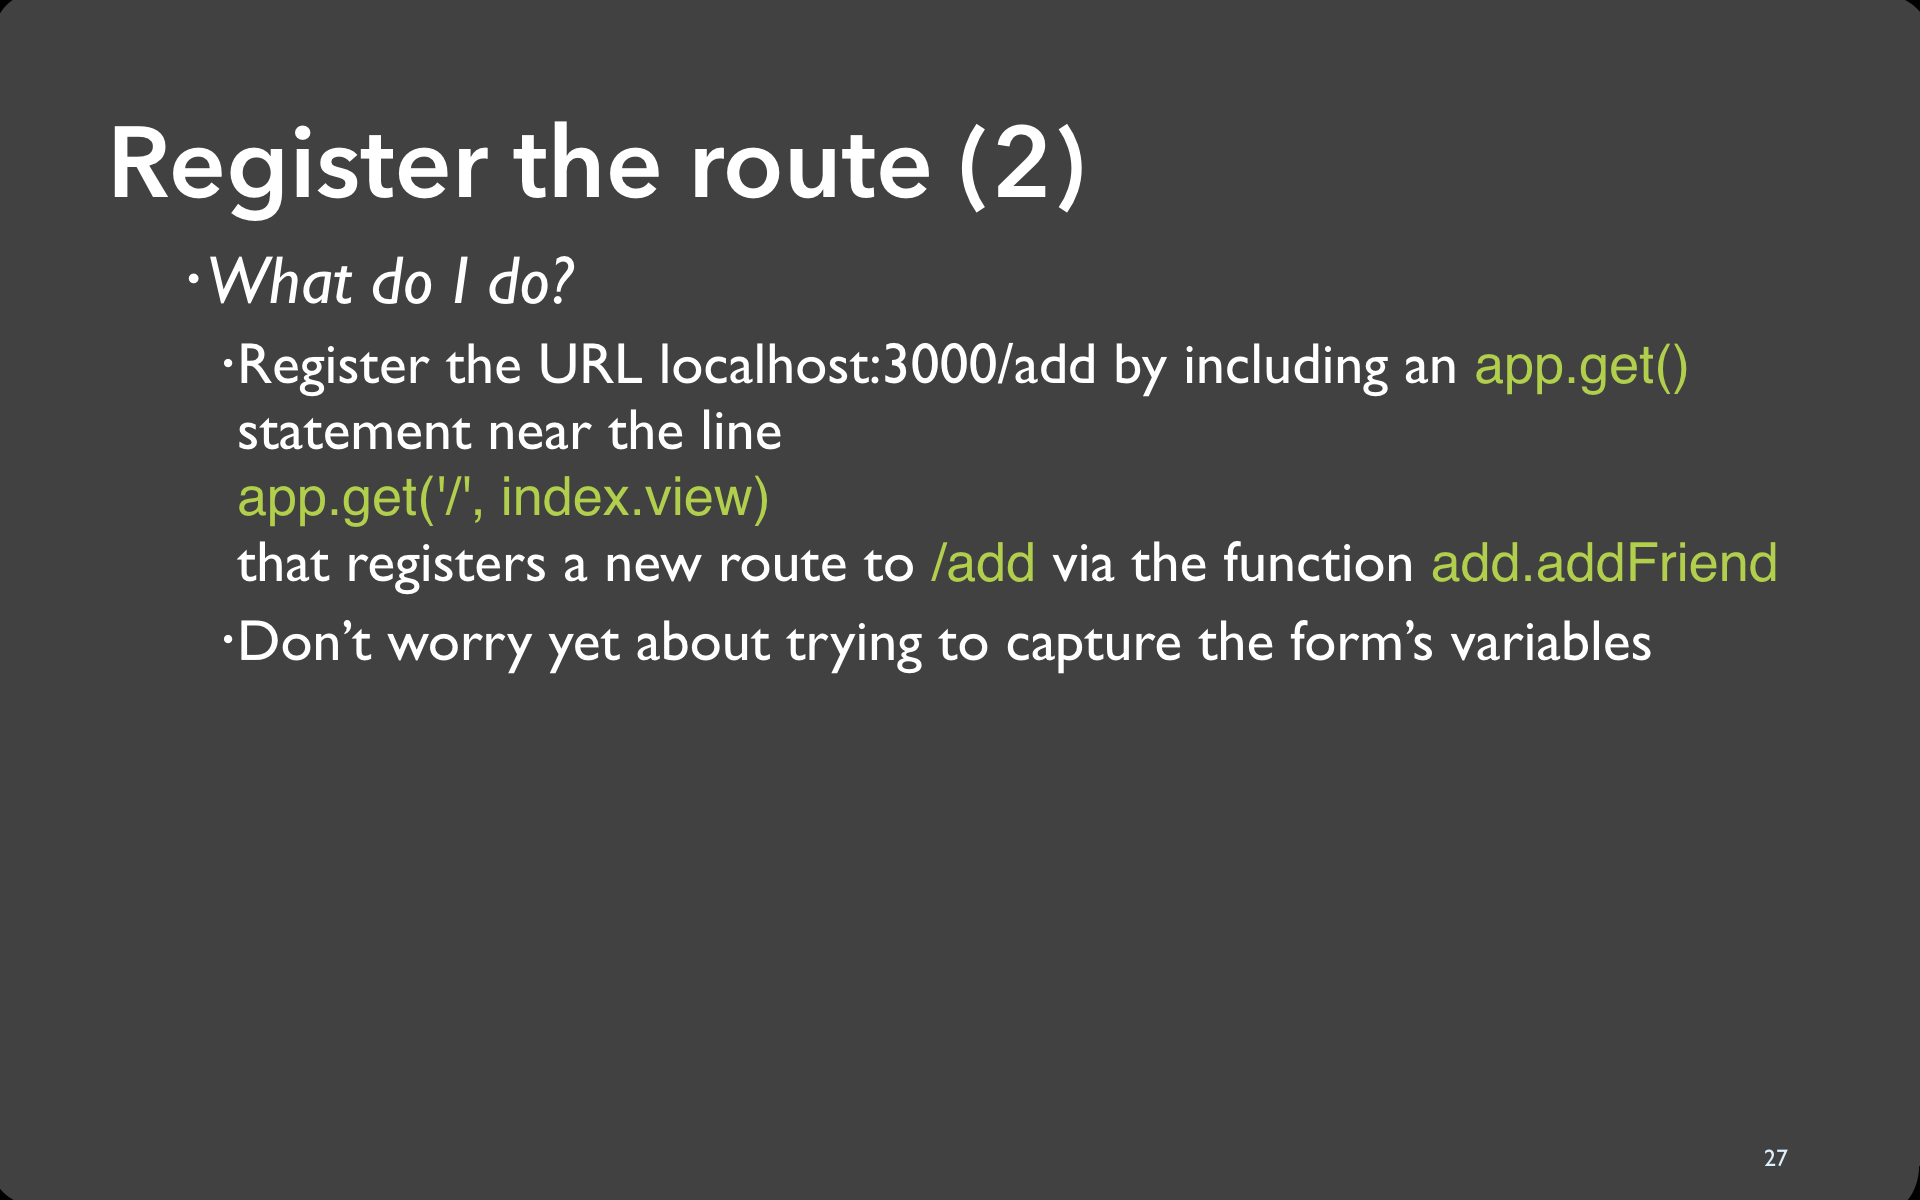 Register the route (2)
·What do I do?
·Register the URL localhost:3000/add by including an app.get()
statement near the line
app.get('/', index.view)
that registers a new route to /add via the function add.addFriend
·Don’t worry yet about trying to capture the form’s variables
27